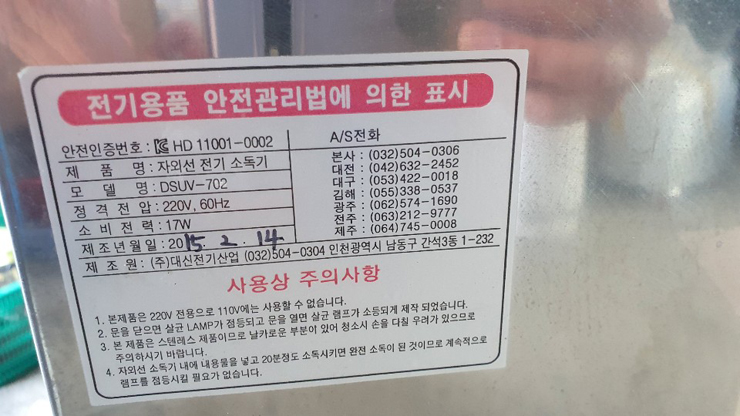 전기용품 안전관리법에 의한 표시
안전인증번호 : HD 11001-0002
제 품 명 : 자외선 전기 소독기
모 델 명 : DSUV-702
정 격 전 압 : 220V, 60Hz
소 비 전 력 : 17W
제 조 년 월 일 : 2015. 2. 14
A/S전화
본사 : (032)504-0306
대전 : (042)632-2452
대구 : (053)422-0018
김해 : (055)338-0537
광주 : (062)574-1690
전주 : (063)212-9777
제주 : (064)745-0008
제 조 원 : (주)대신전기산업 (032)504-0304 인천광역시 남동구 간석3동 1-232
사용상 주의사항
1. 본제품은 220V 전용으로 110V에는 사용할 수 없습니다.
2. 문을 닫으면 살균 LAMP가 점등되고 문을 열면 살균 램프가 소등되게 제작 되었습니다.
3. 본 제품은 스텐레스 제품이므로 날카로운 부분이 있어 청소시 손을 다칠 우려가 있으므로
주의하시기 바랍니다.
4. 자외선 소독기 내에 내용물을 넣고 20분정도 소독시키면 완전 소독이 된 것이므로 계속적으로
램프를 점등시킬 필요가 없습니다.